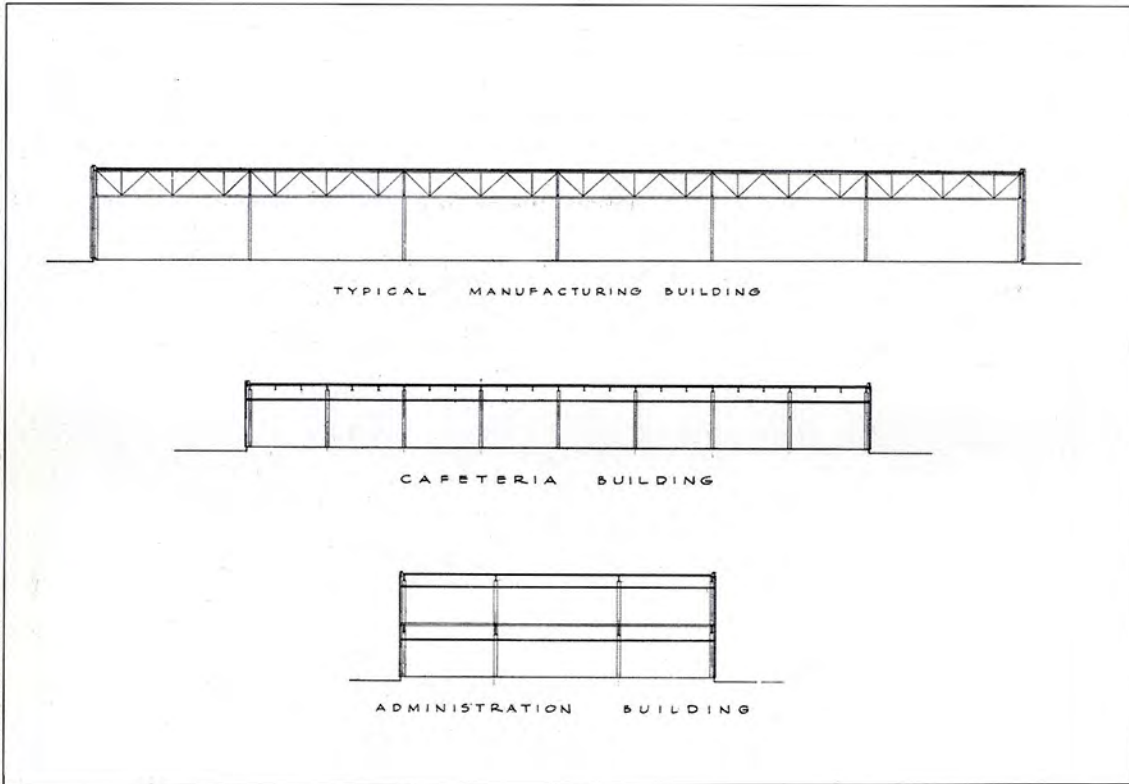 TYPICAL MANUFACTURING BUILDING
CAFETERIA BUILDING
ADMINISTRATION BUILDING